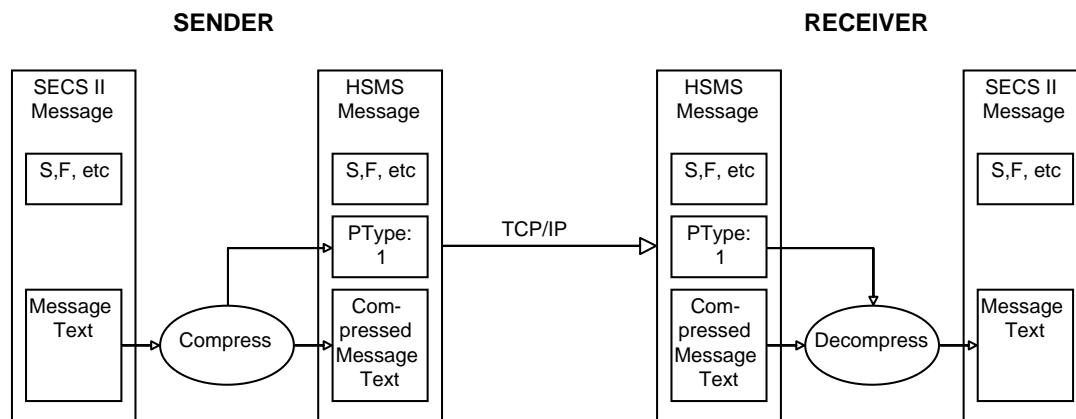 SENDER
RECEIVER
SECS II
Message
S,F, etc
Message
Text
Compress
HSMS
Message
S,F, etc
PType:
1
Com-
pressed
Message
Text
TCP/IP
HSMS
Message
S,F, etc
PType:
1
Com-
pressed
Message
Text
Decompress
SECS II
Message
S,F, etc
Message
Text